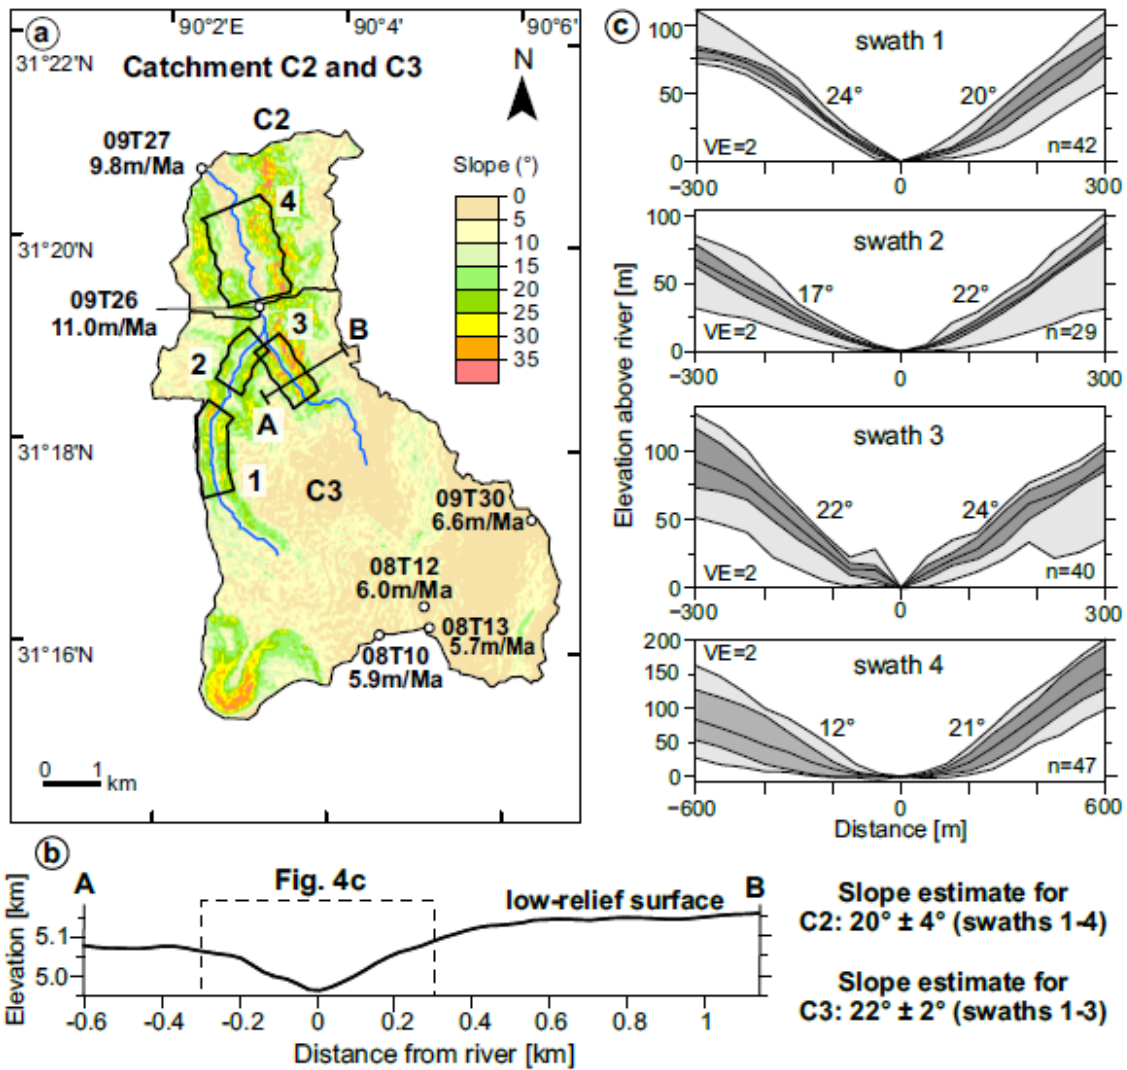 a
90°2'E
90°4'
90°6'
31°22'N
Catchment C2 and C3
N
C2
09T27
9.8m/Ma
Slope (°)
0
5
10
15
20
25
30
35
4
31°20'N
09T26
11.0m/Ma
3
B
2
A
31°18'N
1
C3
09T30
6.6m/Ma
08T12
6.0m/Ma
08T13
5.7m/Ma
31°16'N
08T10
5.9m/Ma
0 1
km
c
Elevation above river [m]
swath 1
100
50
0
24°
20°
VE=2
n=42
−300
0
300
swath 2
100
50
0
17°
22°
VE=2
n=29
−300
0
300
swath 3
100
50
0
22°
24°
VE=2
n=40
−300
0
300
swath 4
200
150
100
50
0
VE=2
12°
21°
n=47
−600
0
600
Distance [m]
b
A
Fig. 4c
low-relief surface
B
Elevation [km]
5.1
5.0
-0.6
-0.4
-0.2
0
0.2
0.4
0.6
0.8
1
Distance from river [km]
Slope estimate for
C2: 20° ± 4° (swaths 1-4)
Slope estimate for
C3: 22° ± 2° (swaths 1-3)